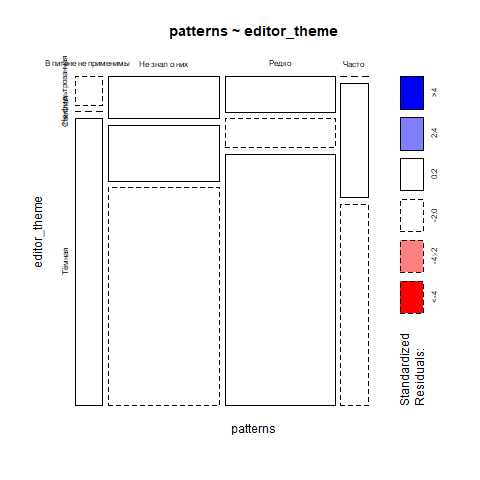 patterns ~ editor_theme
В питоне не применимы
Не знал о них
Редко
Часто
Тёмная
editor_theme
patterns
>4
2:4
0:2
-2:0
-4:-2
<-4
Standardized
Residuals: